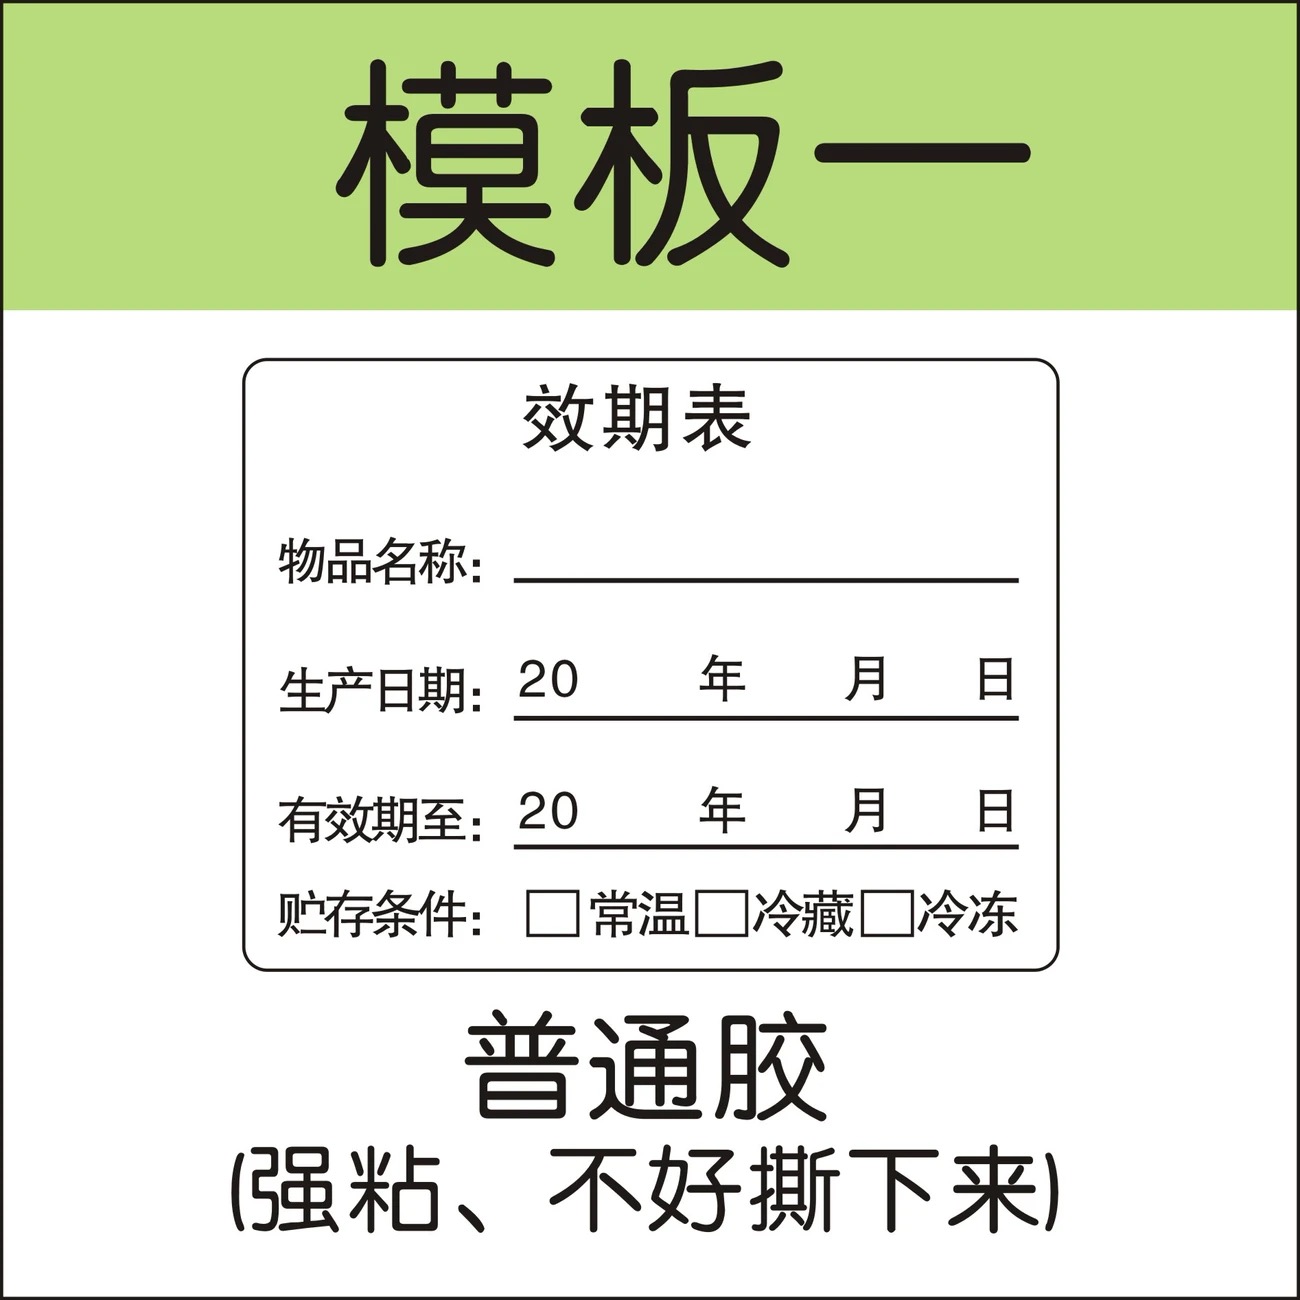 模板一
效期表
物品名称：
生产日期：20 年 月 日
有效期至：20 年 月 日
贮存条件：□常温□冷藏□冷冻
普通胶
(强粘、不好撕下来)